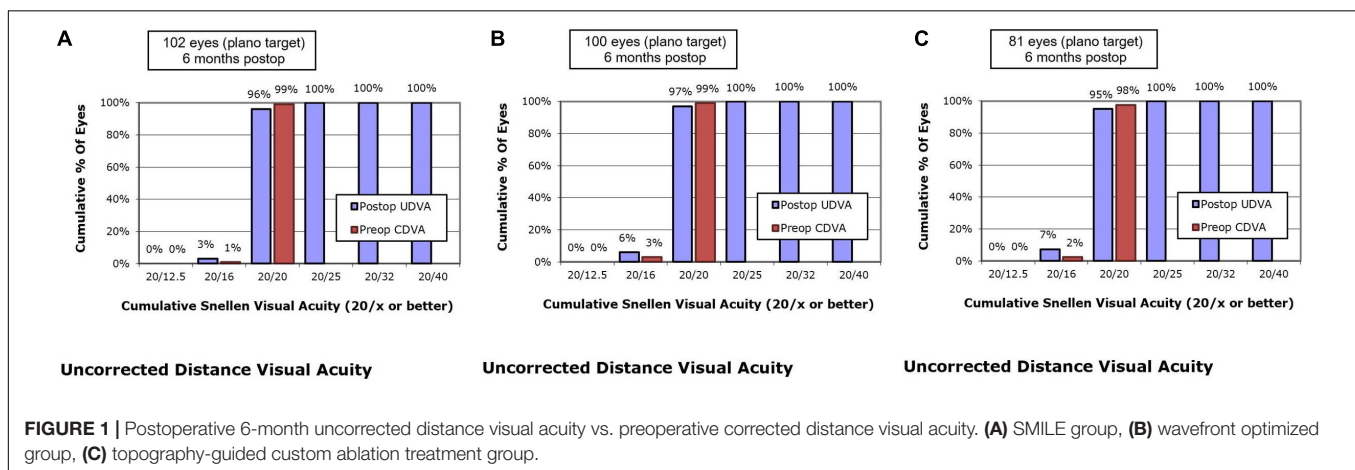 A
102 eyes (plano target)
6 months postop
96% 99% 100% 100% 100%
100%
80%
60%
40%
20%
0%
Cumulative % Of Eyes
Postop UDVA
Preop CDVA
0% 0% 3% 1%
20/12.5 20/16 20/20 20/25 20/32 20/40
Cumulative Snellen Visual Acuity (20/x or better)
Uncorrected Distance Visual Acuity
B
100 eyes (plano target)
6 months postop
97% 99% 100% 100% 100%
100%
80%
60%
40%
20%
0%
Cumulative % Of Eyes
Postop UDVA
Preop CDVA
0% 0% 6% 3%
20/12.5 20/16 20/20 20/25 20/32 20/40
Cumulative Snellen Visual Acuity (20/x or better)
Uncorrected Distance Visual Acuity
C
81 eyes (plano target)
6 months postop
95% 98% 100% 100% 100%
100%
80%
60%
40%
20%
0%
Cumulative % Of Eyes
Postop UDVA
Preop CDVA
0% 0% 7% 2%
20/12.5 20/16 20/20 20/25 20/32 20/40
Cumulative Snellen Visual Acuity (20/x or better)
Uncorrected Distance Visual Acuity
FIGURE 1 | Postoperative 6-month uncorrected distance visual acuity vs. preoperative corrected distance visual acuity. (A) SMILE group, (B) wavefront optimized
group, (C) topography-guided custom ablation treatment group.